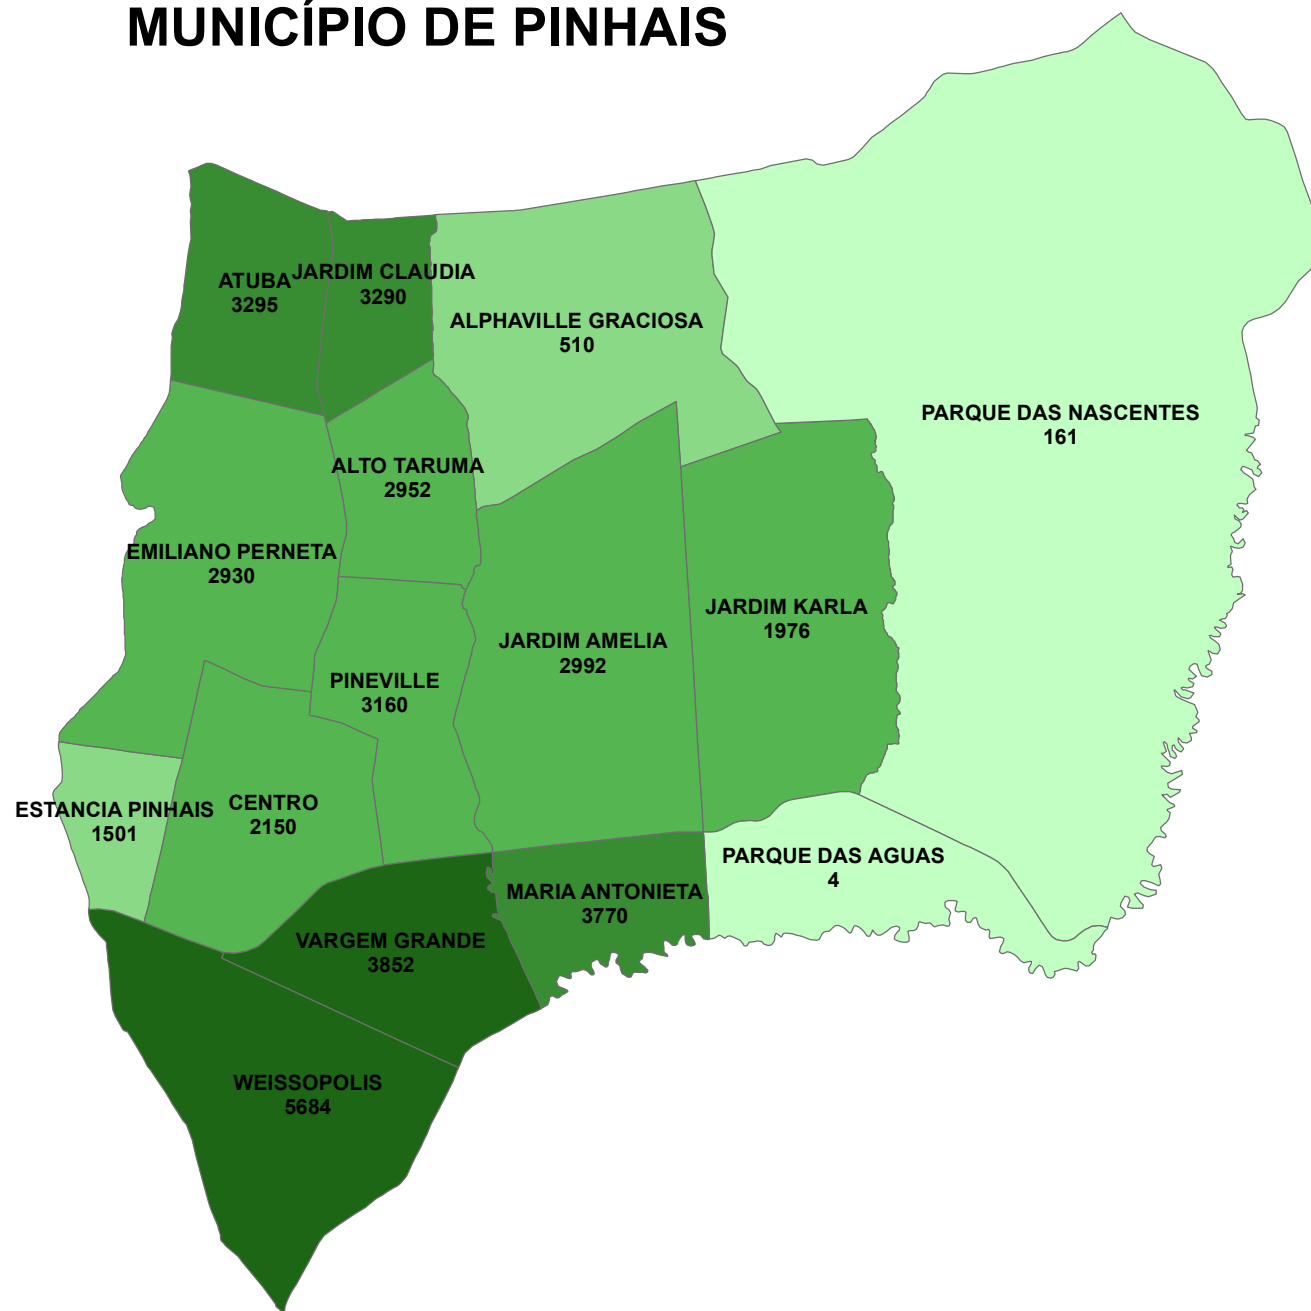 MUNICÍPIO DE PINHAIS
ATUBA
3295
JARDIM CLAUDIA
3290
ALPHAVILLE GRACIOSA
510
PARQUE DAS NASCENTES
161
ALTO TARUMA
2952
EMILIANO PERNETA
2930
JARDIM KARLA
1976
JARDIM AMELIA
2992
PINEVILLE
3160
ESTANCIA PINHAIS
1501
CENTRO
2150
PARQUE DAS AGUAS
4
MARIA ANTONIETA
3770
VARGEM GRANDE
3852
WEISSOPOLIS
5684